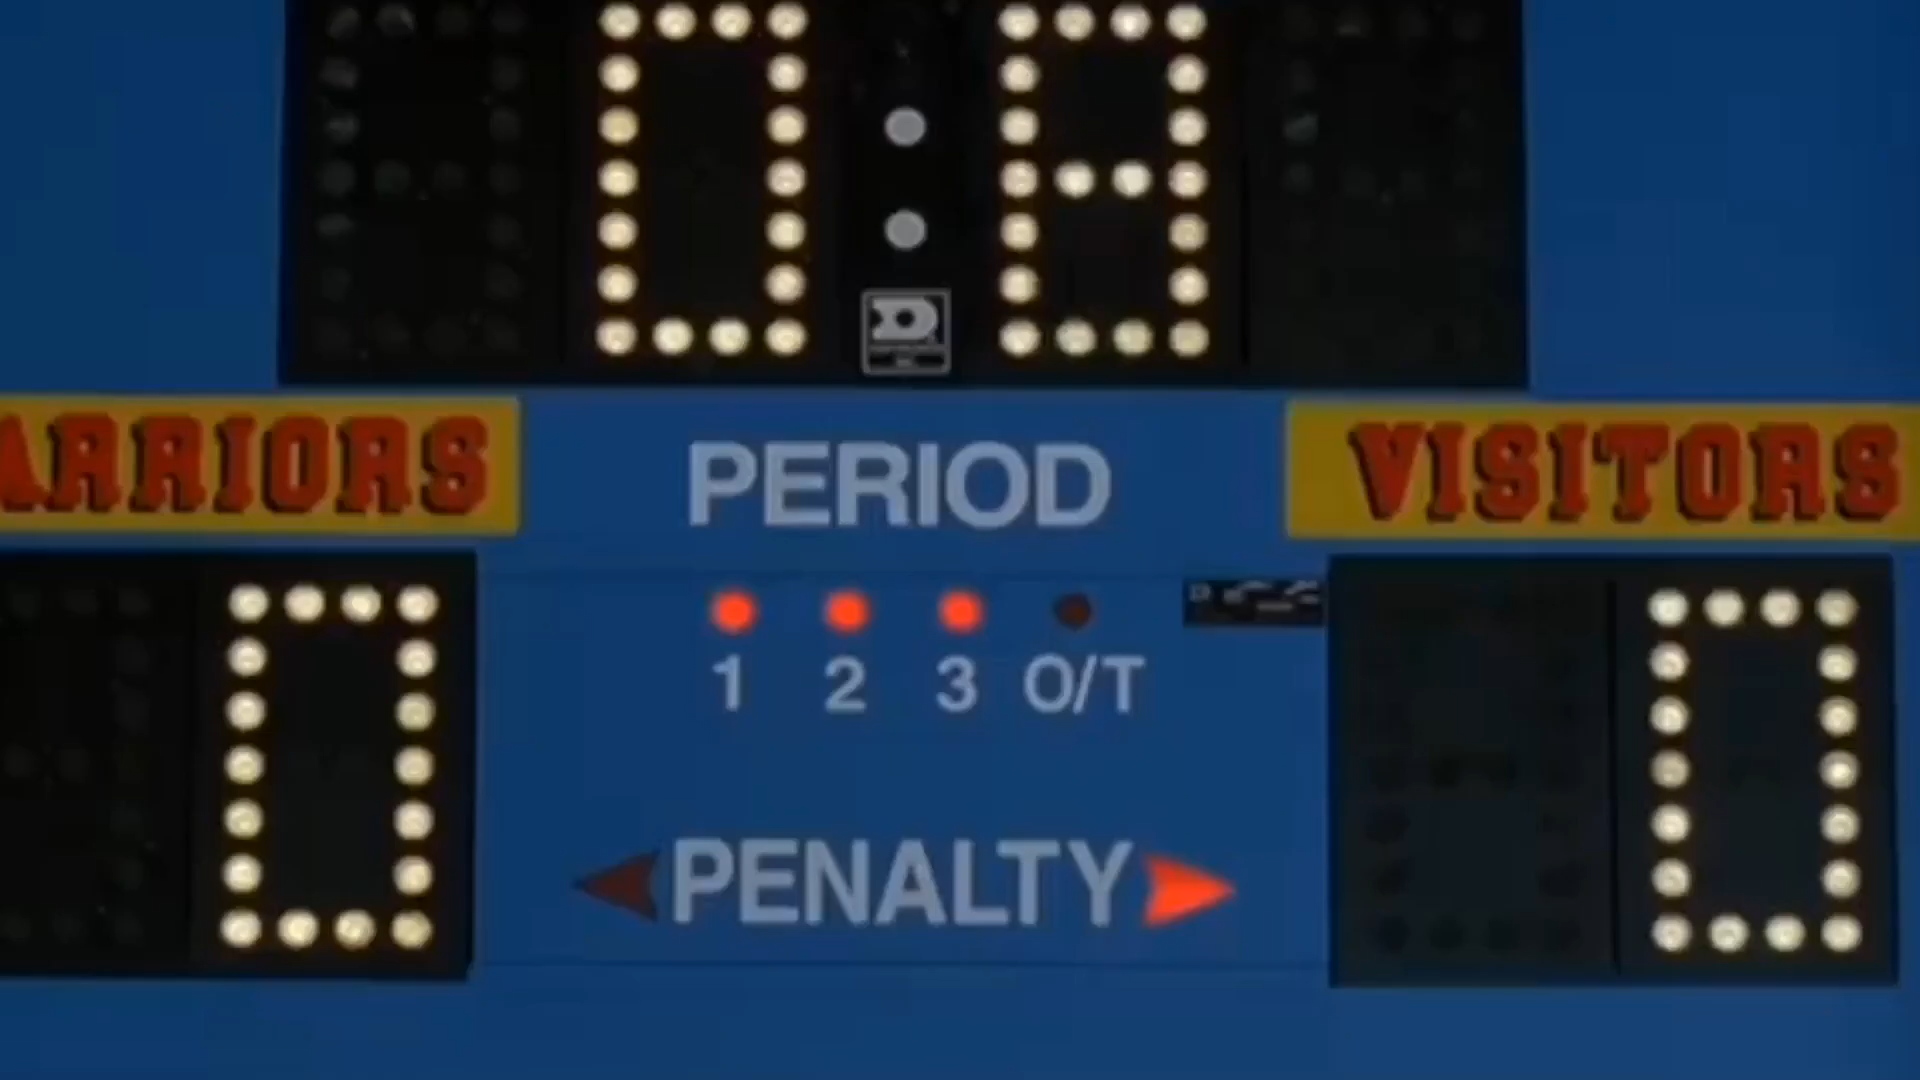 0:8
ARRIORS PERIOD VISITORS
0 1 2 3 O/T 0
PENALTY